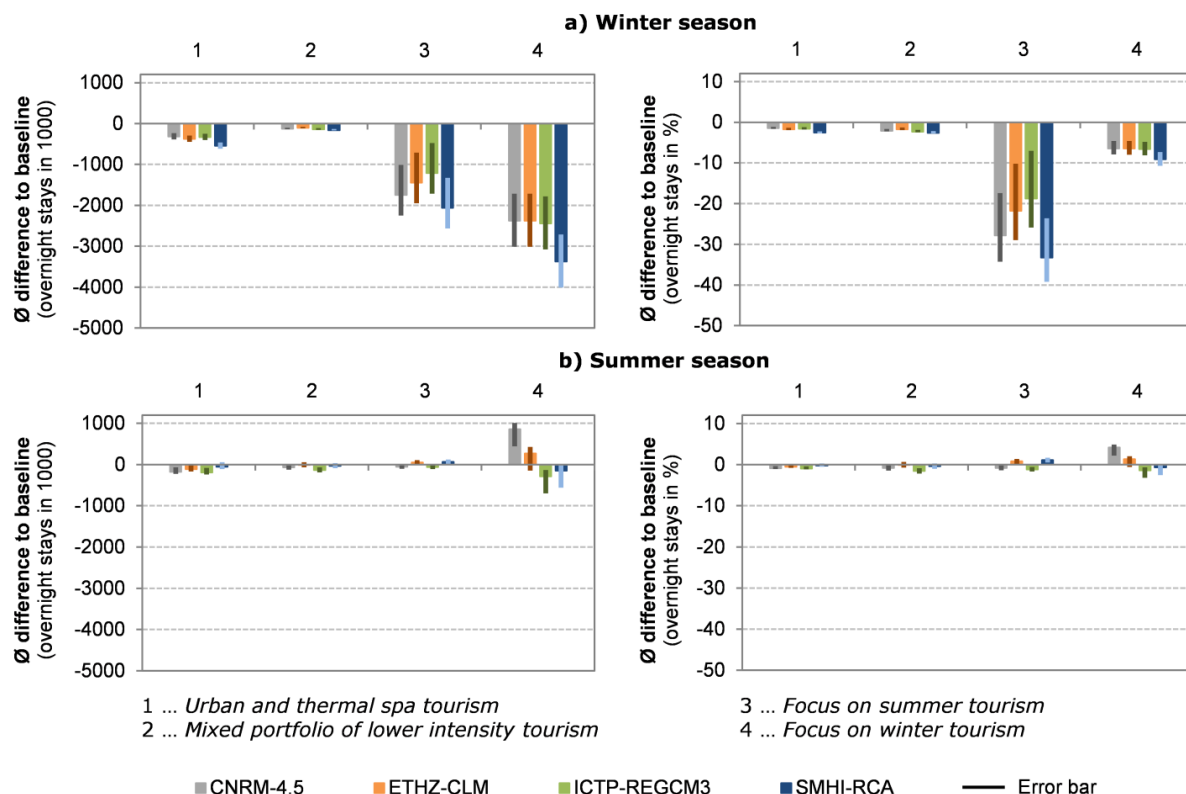 a) Winter season
1 2 3 4
1 2 3 4
Ø difference to baseline
(overnight stays in 1000)
1000
0
-1000
-2000
-3000
-4000
-5000
Ø difference to baseline
(overnight stays in %)
10
0
-10
-20
-30
-40
-50
b) Summer season
1 2 3 4
1 2 3 4
Ø difference to baseline
(overnight stays in 1000)
1000
0
-1000
-2000
-3000
-4000
-5000
Ø difference to baseline
(overnight stays in %)
10
0
-10
-20
-30
-40
-50
1 ... Urban and thermal spa tourism
2 ... Mixed portfolio of lower intensity tourism
3 ... Focus on summer tourism
4 ... Focus on winter tourism
CNRM-4.5 ETHZ-CLM ICTP-REGCM3 SMHI-RCA Error bar